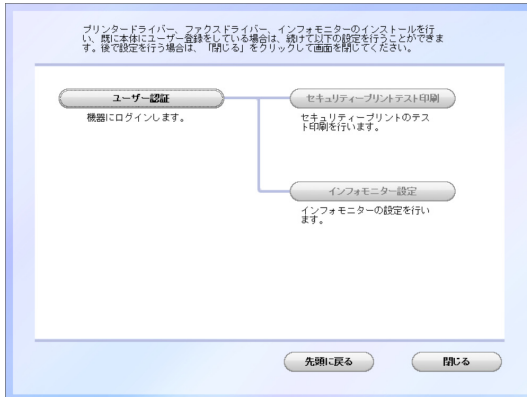 プリンタードライバー、ファクスドライバー、インフォモニターのインストールを行
い、既に本体にユーザー登録をしている場合は、続けて以下の設定を行うことができま
す。後で設定を行う場合は、「閉じる」をクリックして画面を閉じてください。
ユーザー認証
機器にログインします。
セキュリティープリントテスト印刷
セキュリティープリントのテス
ト印刷を行います。
インフォモニター設定
インフォモニターの設定を行い
ます。
先頭に戻る
閉じる